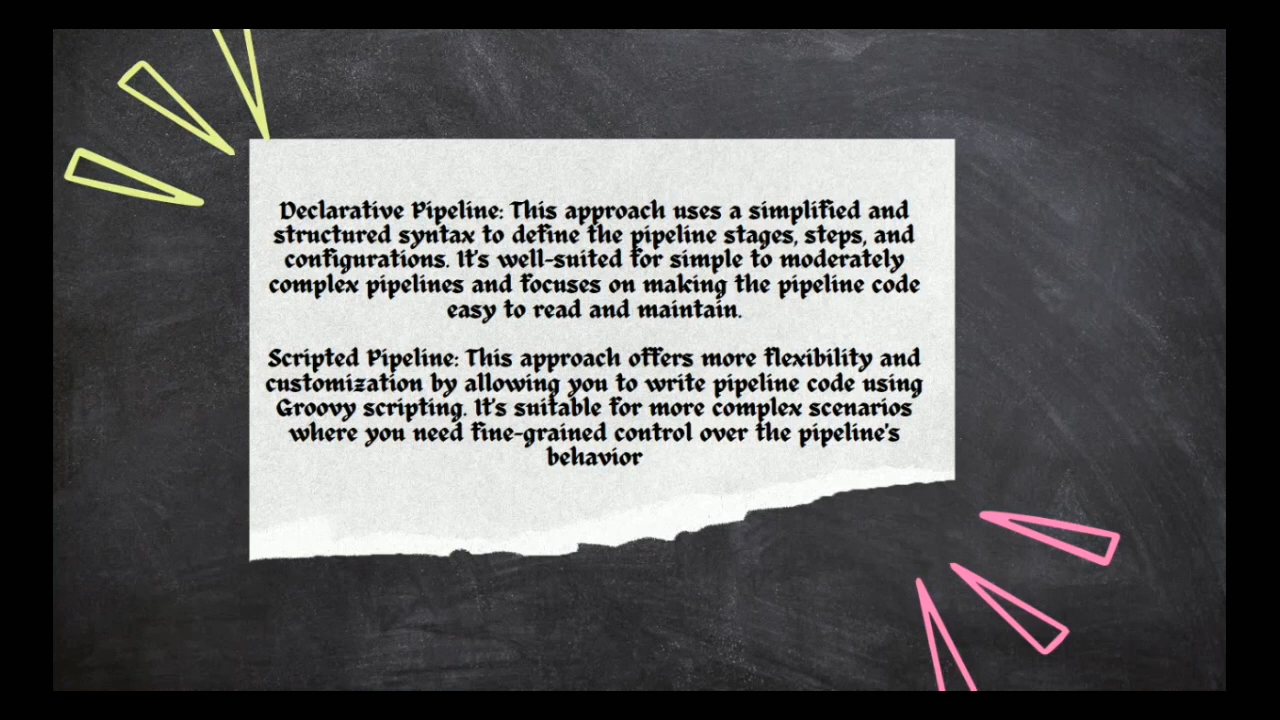 Declarative Pipeline: This approach uses a simplified and
structured syntax to define the pipeline stages, steps, and
configurations. It's well-suited for simple to moderately
complex pipelines and focuses on making the pipeline code
easy to read and maintain.
Scripted Pipeline: This approach offers more flexibility and
customization by allowing you to write pipeline code using
Groovy scripting. It's suitable for more complex scenarios
where you need fine-grained control over the pipeline's
behavior